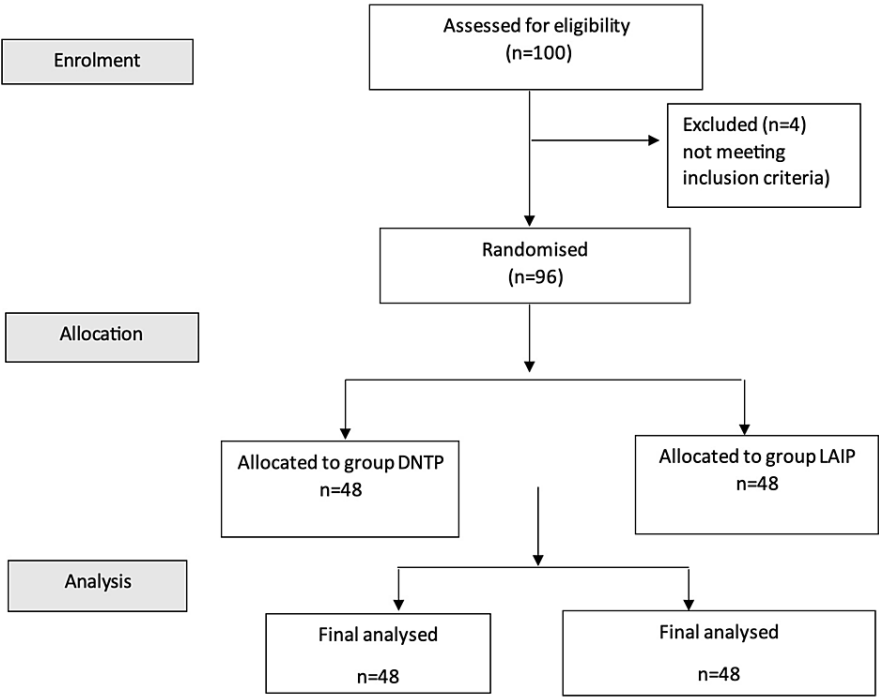 Enrolment
Assessed for eligibility
(n=100)
Excluded (n=4)
not meeting
inclusion criteria)
Randomised
(n=96)
Allocation
Allocated to group DNTP
n=48
Allocated to group LAIP
n=48
Analysis
Final analysed
n=48
Final analysed
n=48